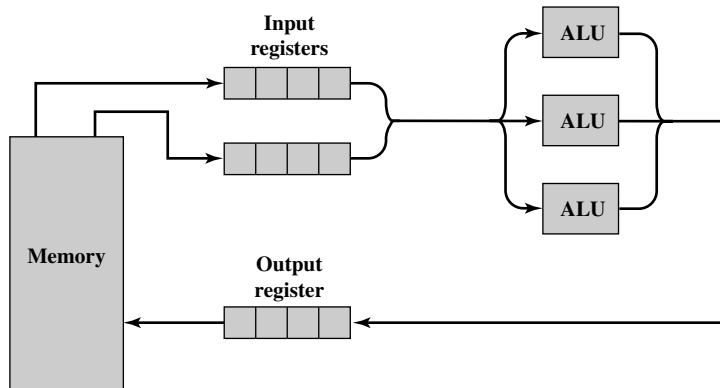 Input
registers
ALU
ALU
ALU
Memory
Output
register